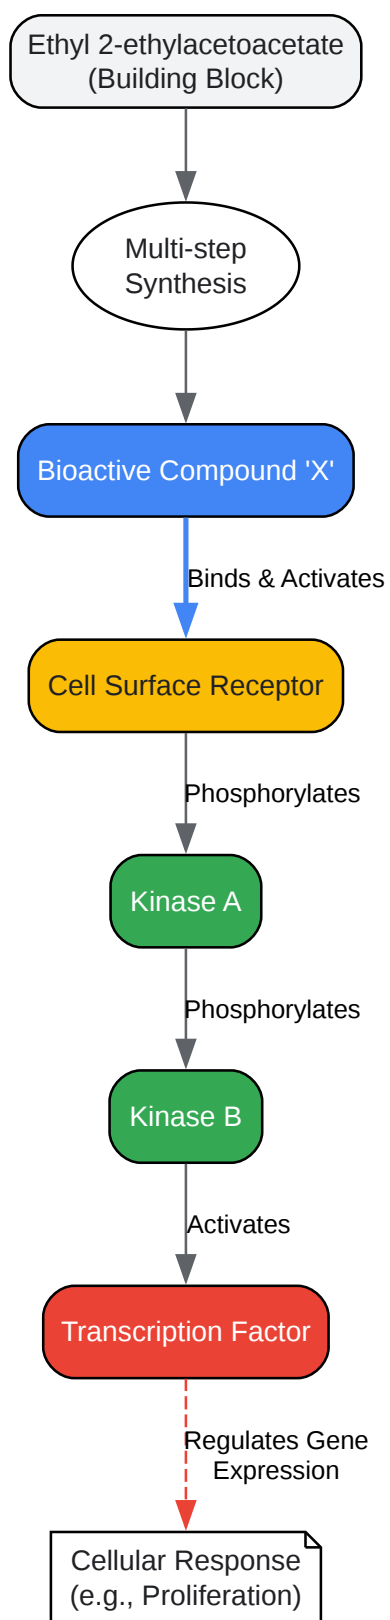 Ethyl 2-ethylacetoacetate
(Building Block)
Multi-step
Synthesis
Bioactive Compound 'X'
Binds & Activates
Cell Surface Receptor
Phosphorylates
Kinase A
Phosphorylates
Kinase B
Activates
Transcription Factor
Regulates Gene
Expression
Cellular Response
(e.g., Proliferation)